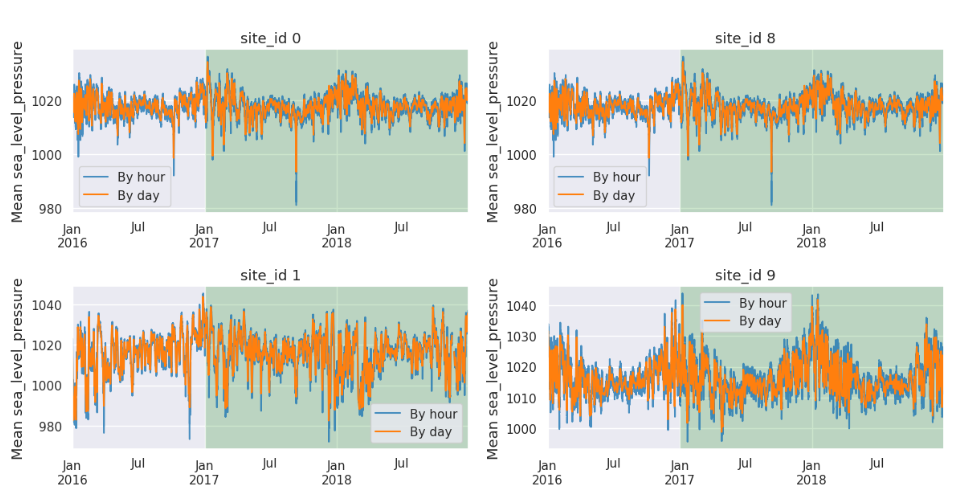 site_id 0
Mean sea_level_pressure
1020
1000
980
By hour
By day
Jan
2016
Jul
Jan
2017
Jul
Jan
2018
Jul
site_id 8
Mean sea_level_pressure
1020
1000
980
By hour
By day
Jan
2016
Jul
Jan
2017
Jul
Jan
2018
Jul
site_id 1
Mean sea_level_pressure
1040
1020
1000
980
By hour
By day
Jan
2016
Jul
Jan
2017
Jul
Jan
2018
Jul
site_id 9
Mean sea_level_pressure
1040
1030
1020
1010
1000
By hour
By day
Jan
2016
Jul
Jan
2017
Jul
Jan
2018
Jul